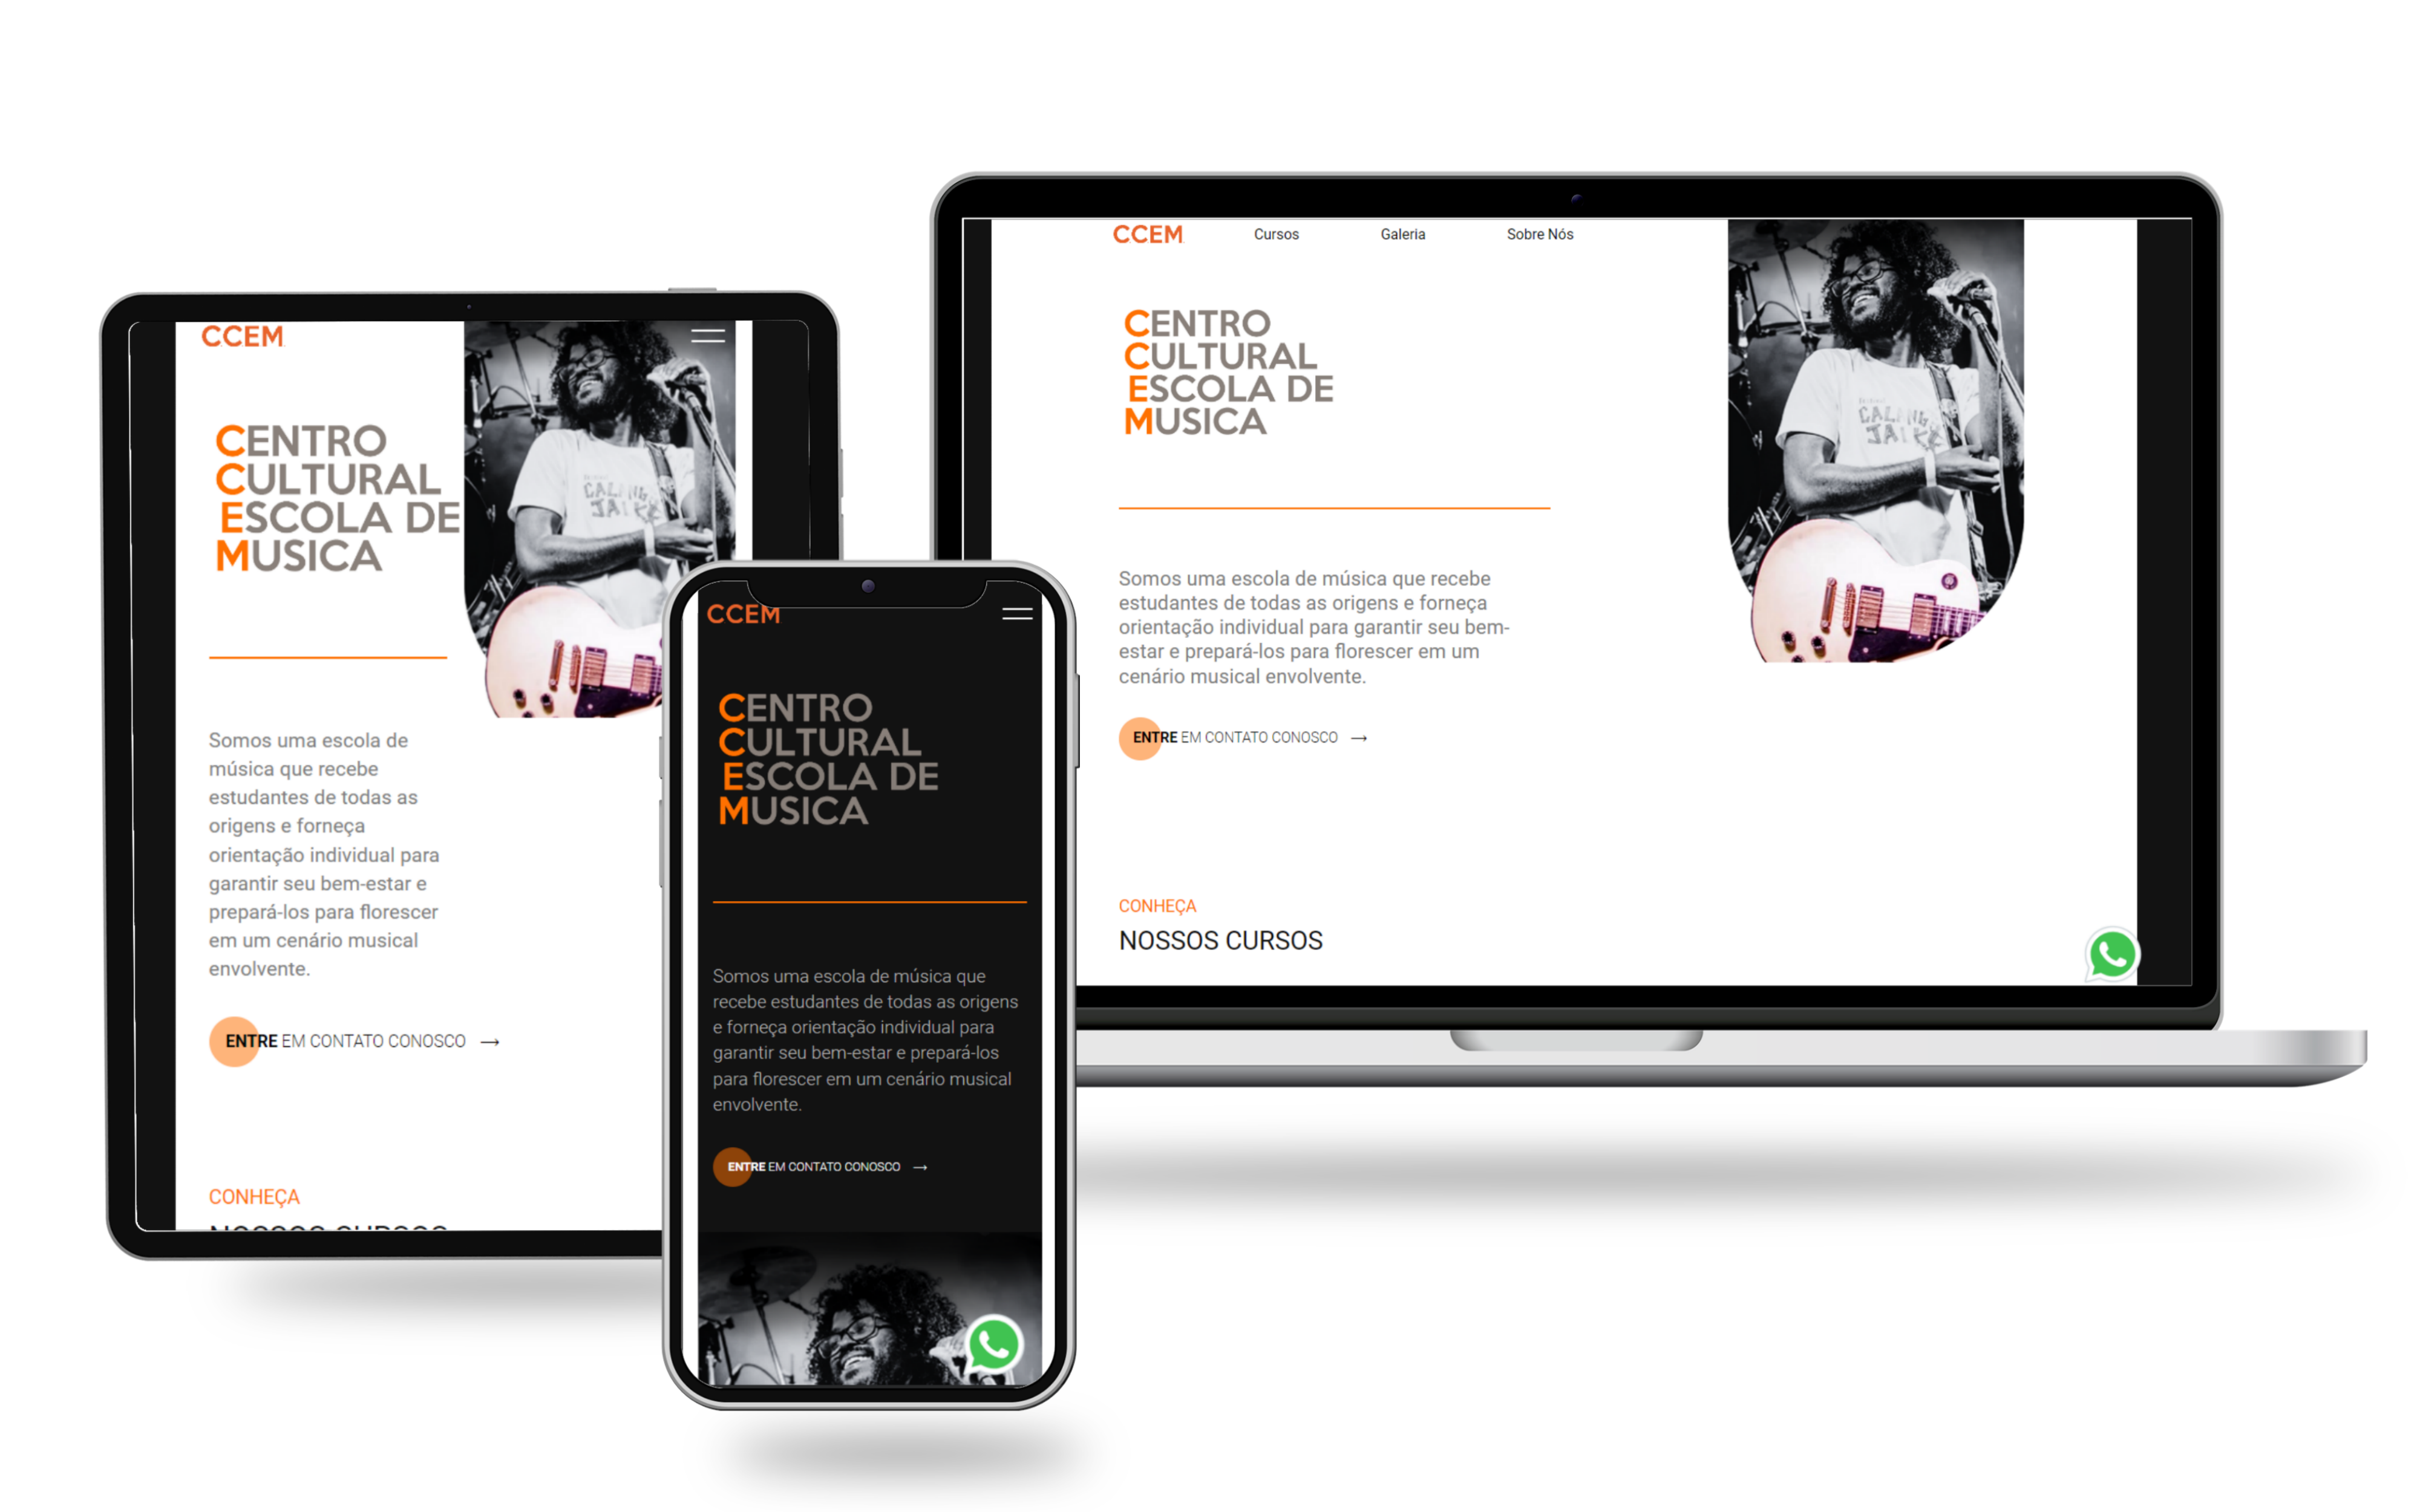 CCEM
CENTRO
CULTURAL
ESCOLA DE
MUSICA
Somos uma escola de
música que recebe
estudantes de todas as
origens e forneça
orientação individual para
garantir seu bem-estar e
prepará-los para florescer
em um cenário musical
envolvente.
ENTRE EM CONTATO CONOSCO →
CONHEÇA
NOSSOS CURSOS
CCEM
CENTRO
CULTURAL
ESCOLA DE
MUSICA
Somos uma escola de música que
recebe estudantes de todas as origens
e forneça orientação individual para
garantir seu bem-estar e prepará-los
para florescer em um cenário musical
envolvente.
ENTRE EM CONTATO CONOSCO →
CCEM Cursos Galeria Sobre Nós
CENTRO
CULTURAL
ESCOLA DE
MUSICA
Somos uma escola de música que recebe
estudantes de todas as origens e forneça
orientação individual para garantir seu bem-
estar e prepará-los para florescer em um
cenário musical envolvente.
ENTRE EM CONTATO CONOSCO →
CONHEÇA
NOSSOS CURSOS